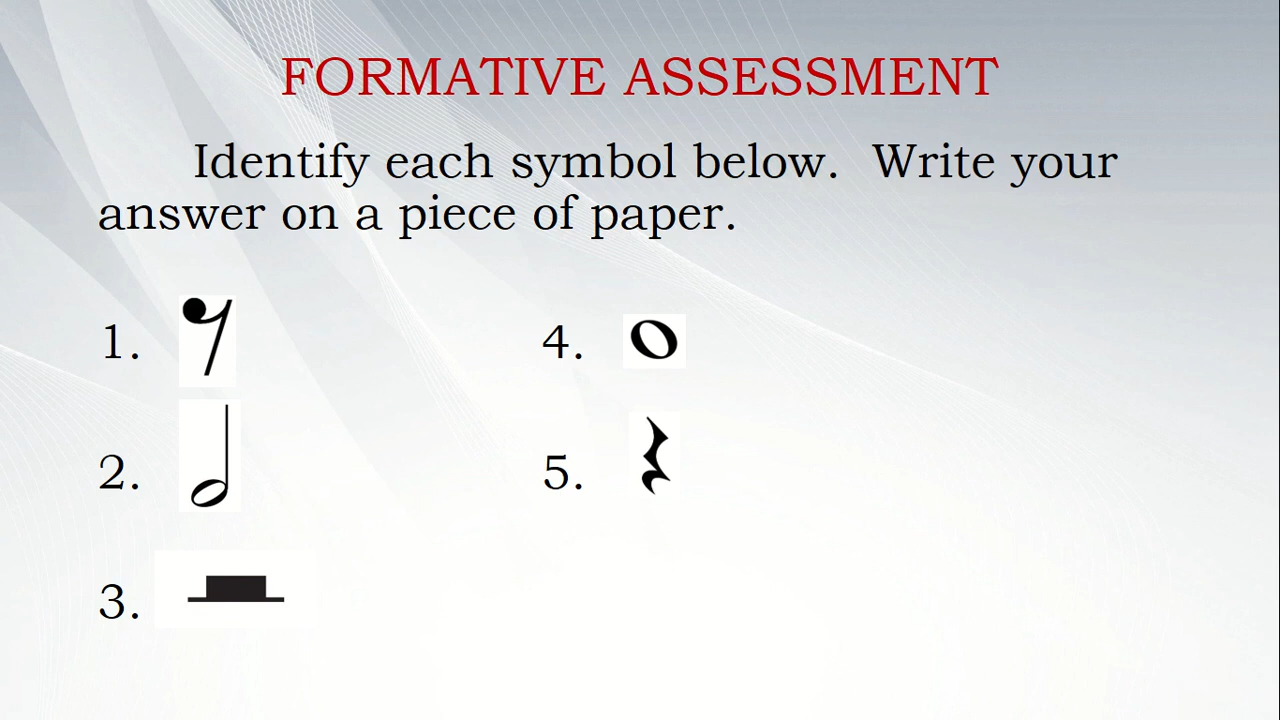 FORMATIVE ASSESSMENT
Identify each symbol below. Write your
answer on a piece of paper.
1.
4.
2.
5.
3.